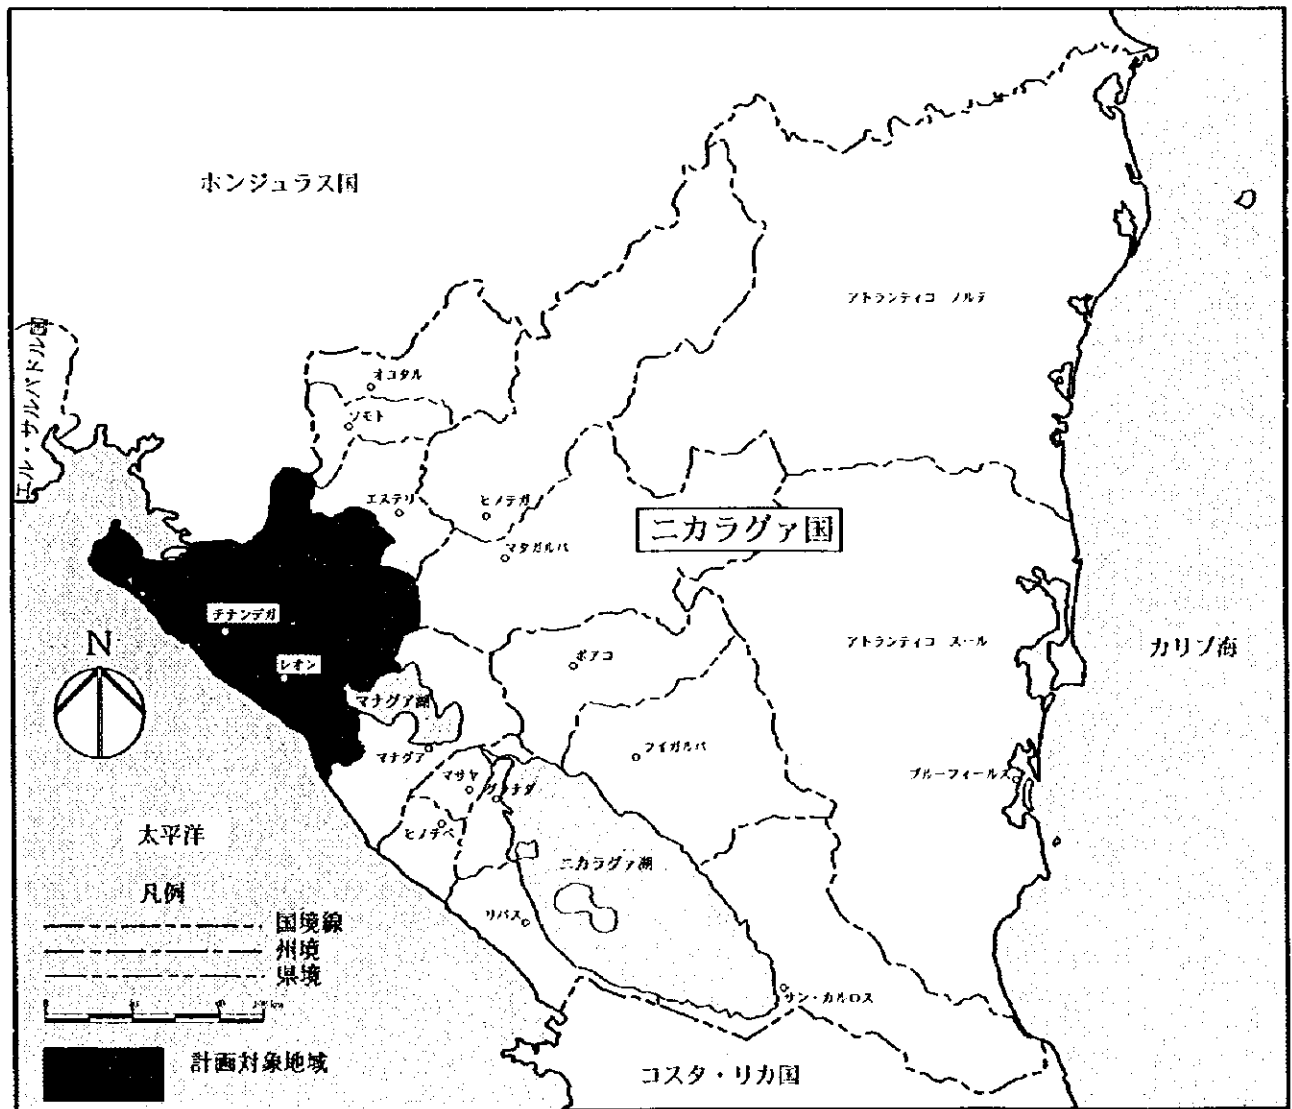 ホンジュラス国
アトランティコ ノルテ
エル・サルバドル国
オコタル
ソモト
エステリ
ヒノテガ
ニカラグァ国
マタガルパ
チナンデガ
アトランティコ スール
カリブ海
N
ボアコ
レオン
マナグア湖
マナグア
フイガルパ
ブルーフィールズ
マサヤ
グラナダ
ヒノテペ
太平洋
ニカラグァ湖
凡例
リバス
国境線
州境
県境
サン・カルロス
計画対象地域
コスタ・リカ国